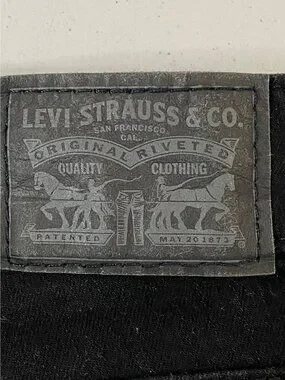 LEVI STRAUSS & CO.
SAN FRANCISCO
CAL.
ORIGINAL RIVETED
QUALITY CLOTHING
PATENTED MAY 20 1873